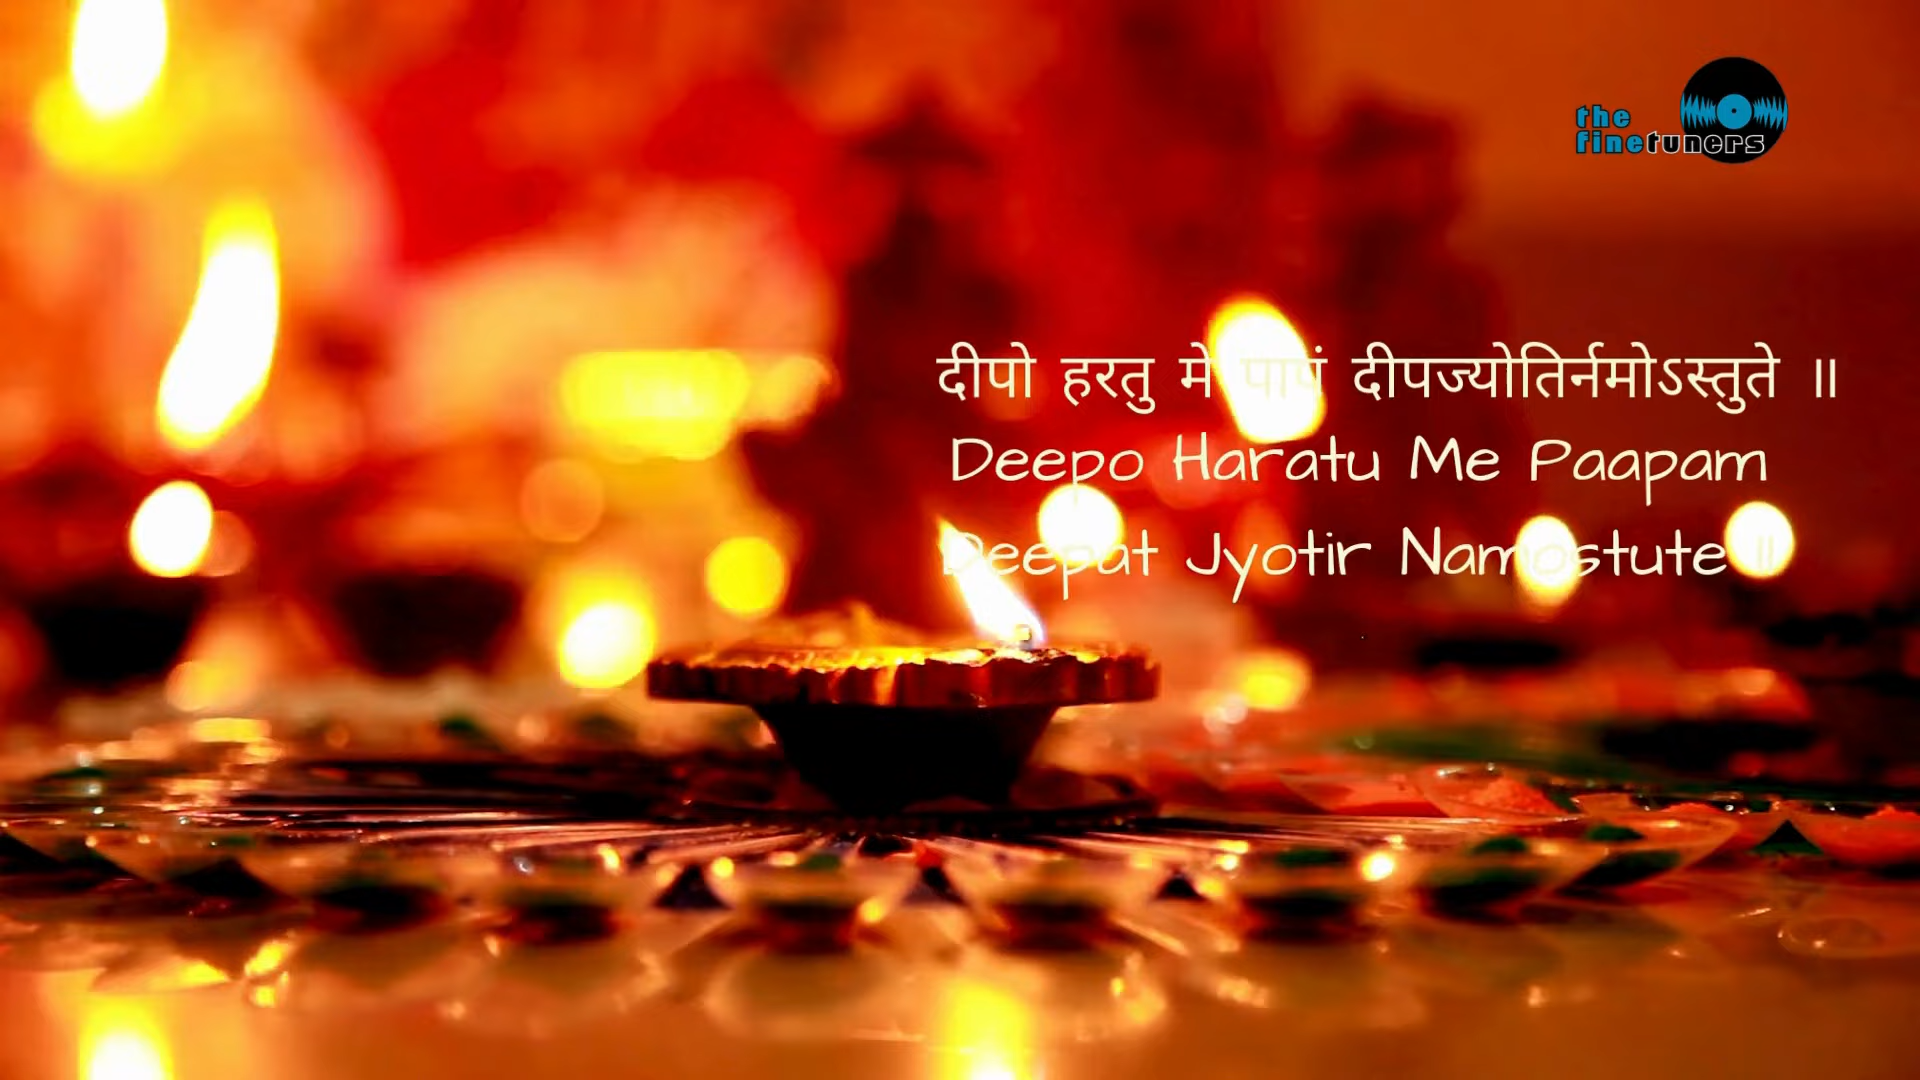 the
finetuners
दीपो हरतु मे पापं दीपज्योतिर्नमोऽस्तुते ॥
Deepo Haratu Me Paapam
Deepat Jyotir Namostute ॥